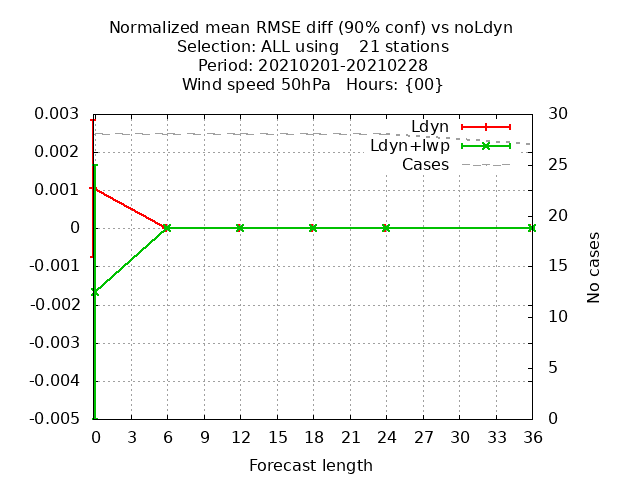 Normalized mean RMSE diff (90% conf) vs noLdyn
Selection: ALL using    21 stations
Period: 20210201-20210228
Wind speed 50hPa   Hours: {00}
0.003
0.002
0.001
0
-0.001
-0.002
-0.003
-0.004
-0.005
Ldyn
Ldyn+lwp
Cases
30
25
20
15
10
5
0
No cases
0 3 6 9 12 15 18 21 24 27 30 33 36
Forecast length